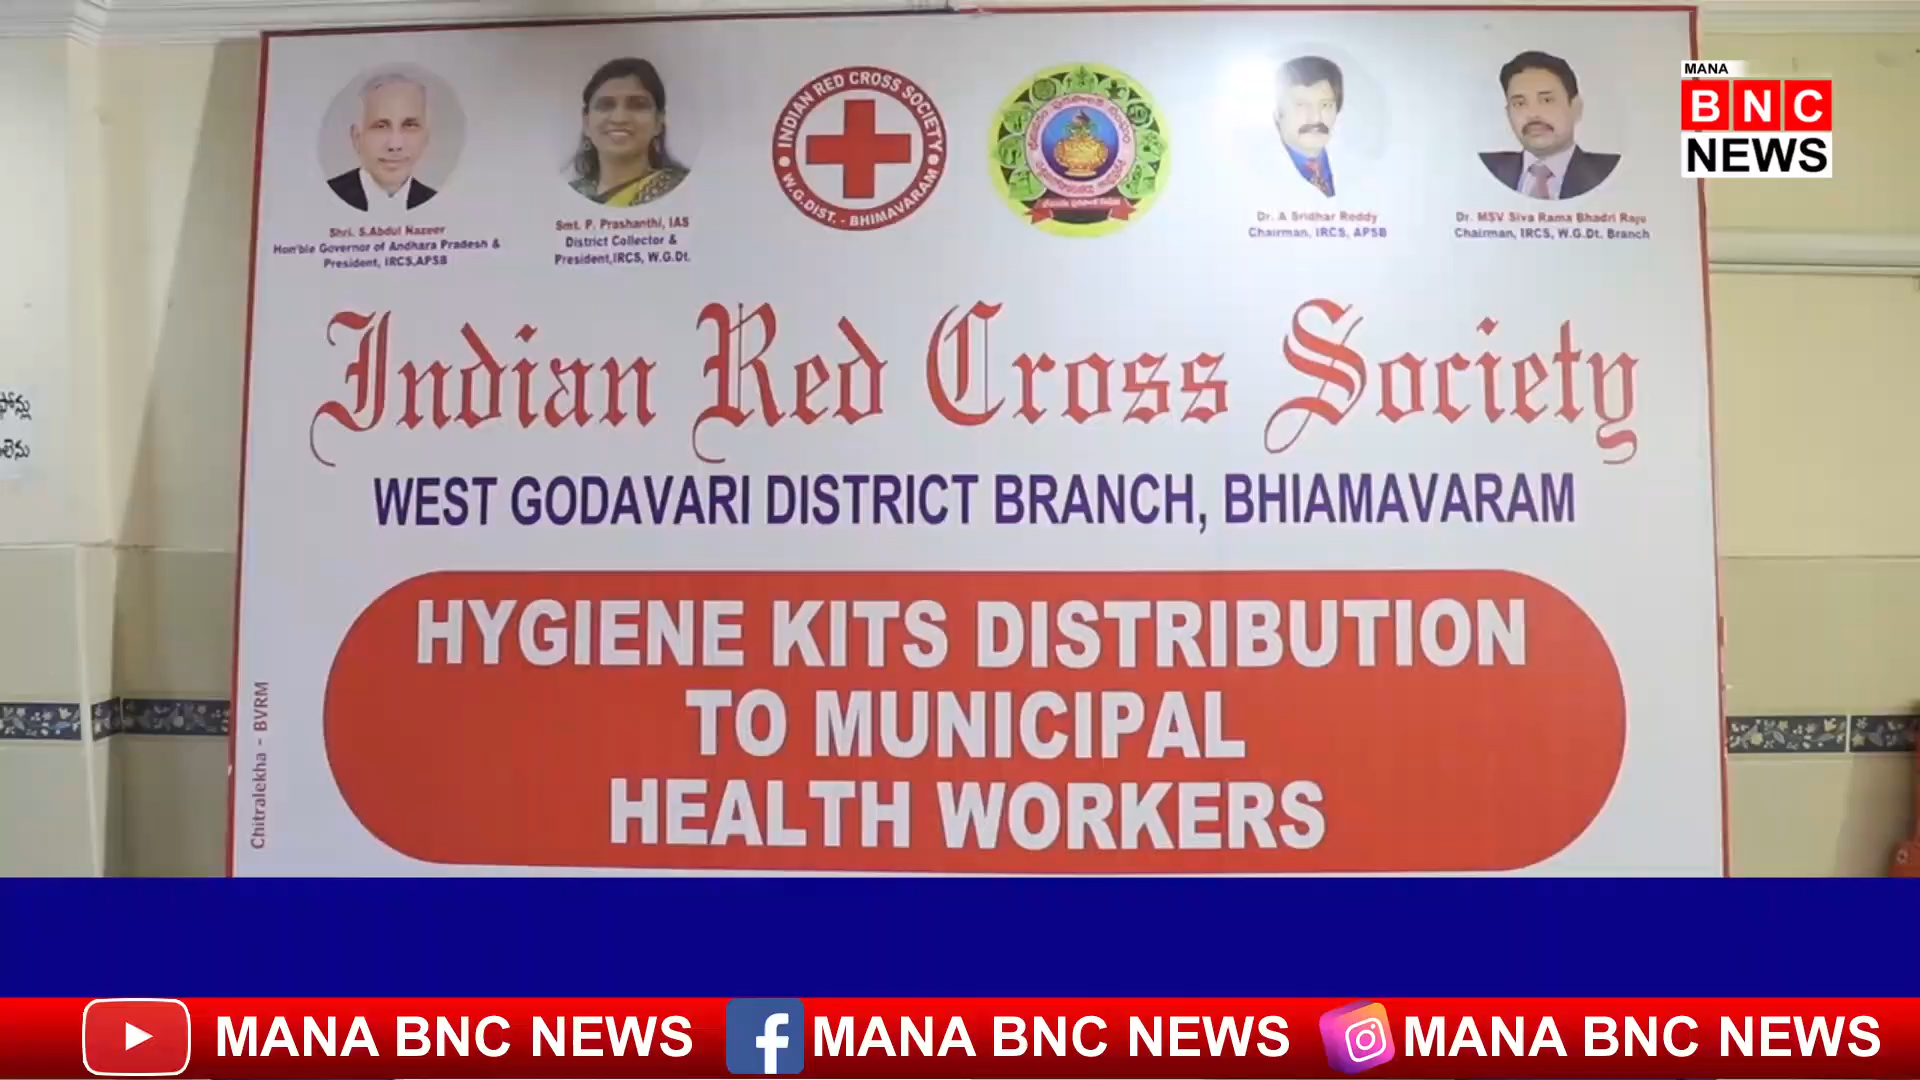 MANA
BNC
NEWS
Shri. S.Abdul Nazeer
Hon'ble Governor of Andhara Pradesh &
President, IRCS,APSB
Smt. P. Prashanthi, IAS
District Collector &
President,IRCS, W.G.Dt.
INDIAN RED CROSS SOCIETY
W.G.DIST. - BHIMAVARAM
Dr. A Sridhar Reddy
Chairman, IRCS, APSB
Dr. MSV Siva Rama Bhadri Raju
Chairman, IRCS, W.G.Dt. Branch
Indian Red Cross Society
WEST GODAVARI DISTRICT BRANCH, BHIAMAVARAM
HYGIENE KITS DISTRIBUTION
TO MUNICIPAL
HEALTH WORKERS
Chitralekha - BVRM
MANA BNC NEWS
MANA BNC NEWS
MANA BNC NEWS